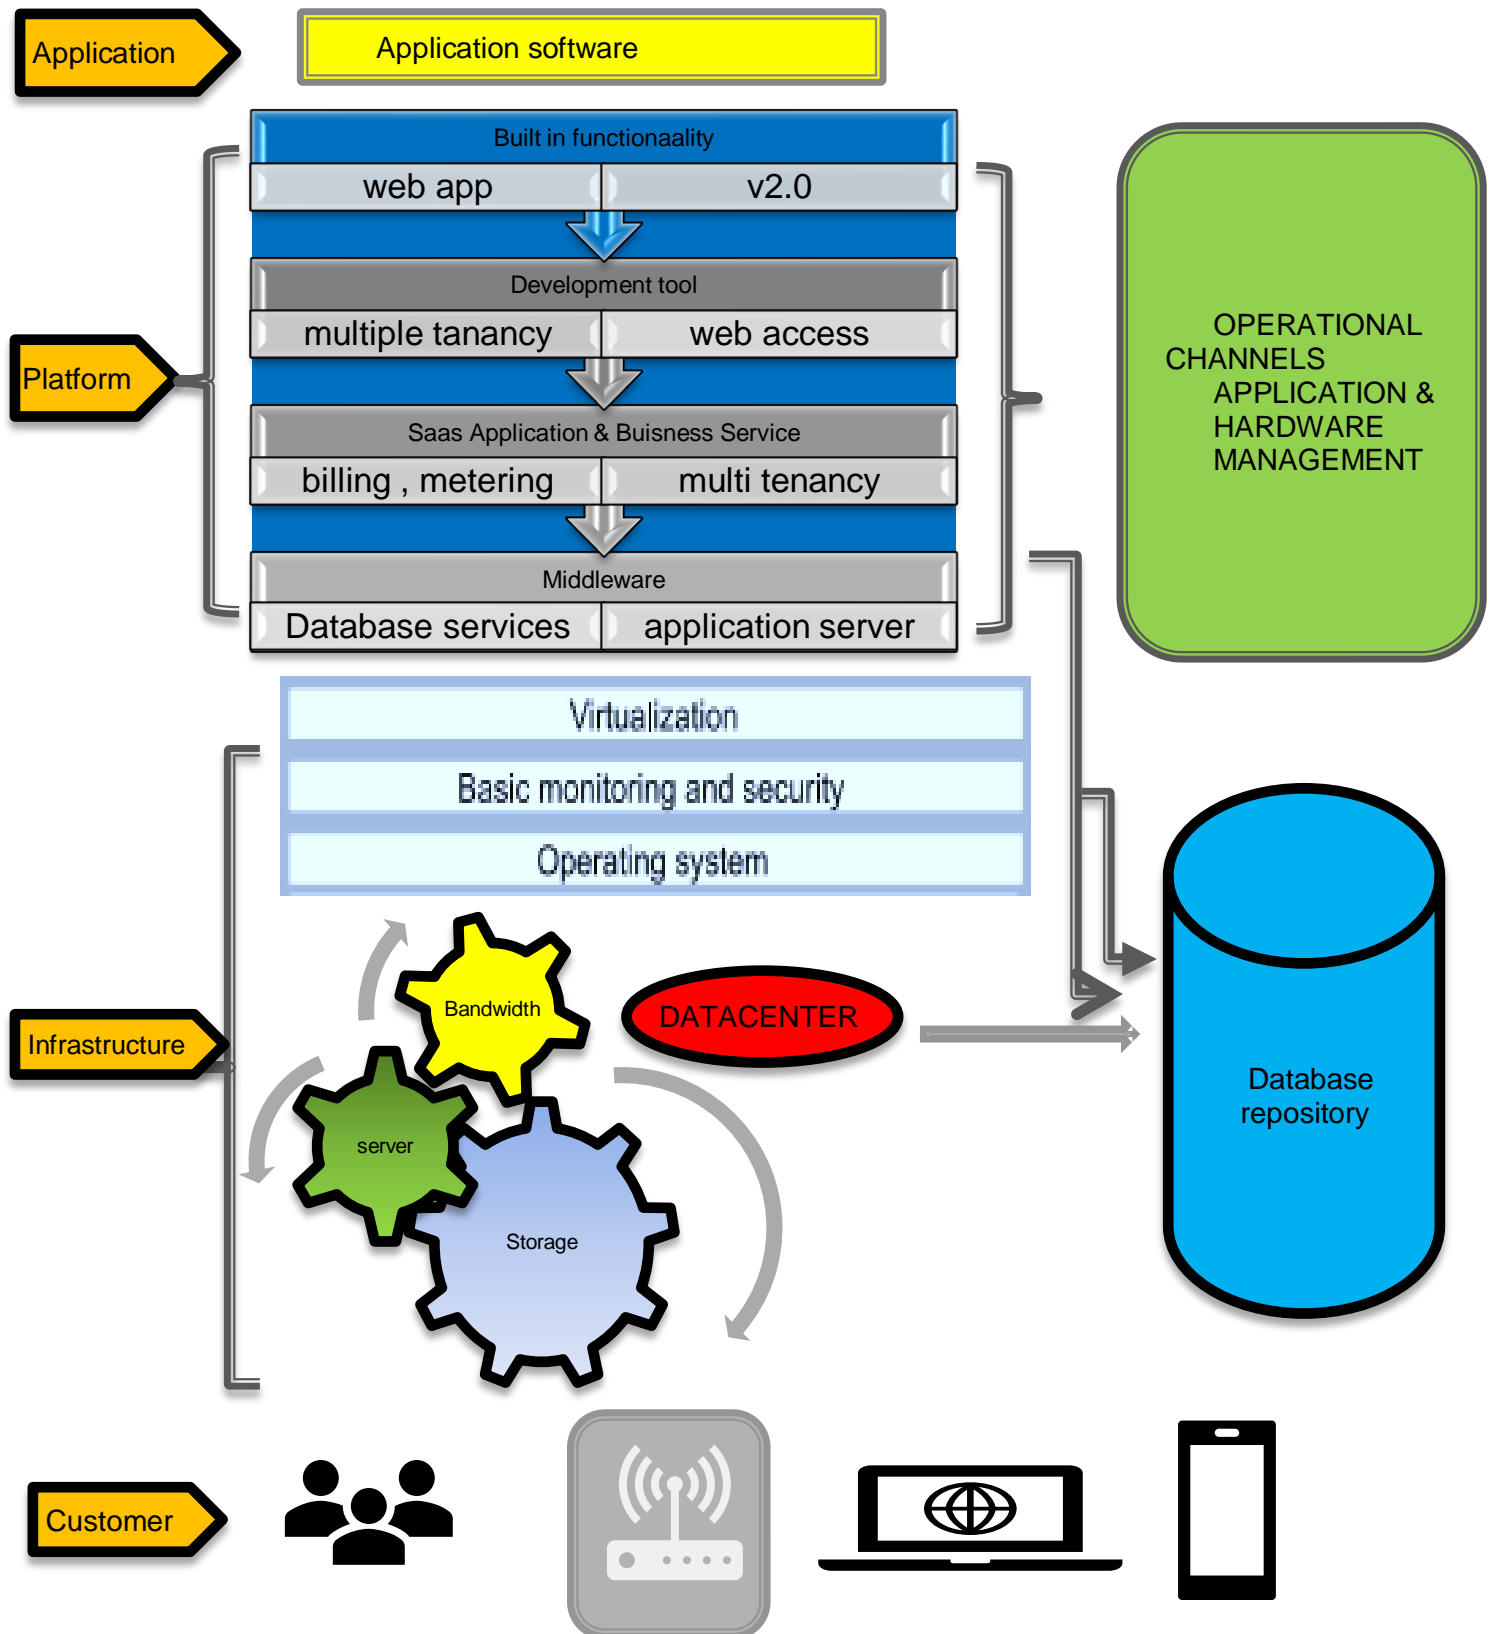 Application
Application software
Built in functionaality
web app
v2.0
Development tool
multiple tanancy
web access
Platform
Saas Application & Buisness Service
billing , metering
multi tenancy
Middleware
Database services
application server
OPERATIONAL
CHANNELS
APPLICATION &
HARDWARE
MANAGEMENT
Virtualization
Basic monitoring and security
Operating system
Infrastructure
Bandwidth
server
Storage
DATACENTER
Database
repository
Customer